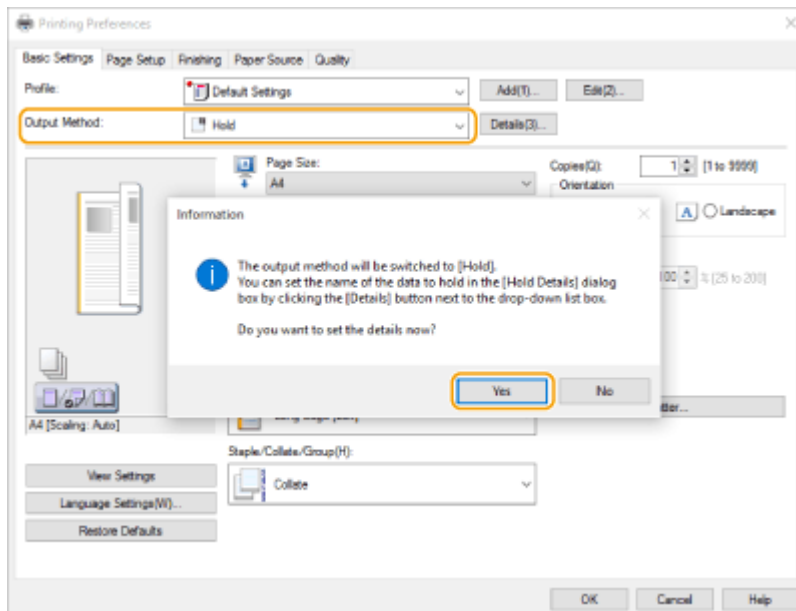 Printing Preferences
Basic Settings Page Setup Finishing Paper Source Quality
Profile: Default Settings Add(1)... Edit(2)...
Output Method: Hold Details(3)...
Page Size: Copies(Q): 1 [1 to 9999]
A4 Orientation
A Landscape
Information
The output method will be switched to [Hold].
You can set the name of the data to hold in the [Hold Details] dialog
box by clicking the [Details] button next to the drop-down list box.
100 % [25 to 200]
Do you want to set the details now?
Yes No
A4 [Scaling: Auto]
Staple/Collate/Group(H):
View Settings
Collate
Language Settings(W)...
Restore Defaults
OK Cancel Help